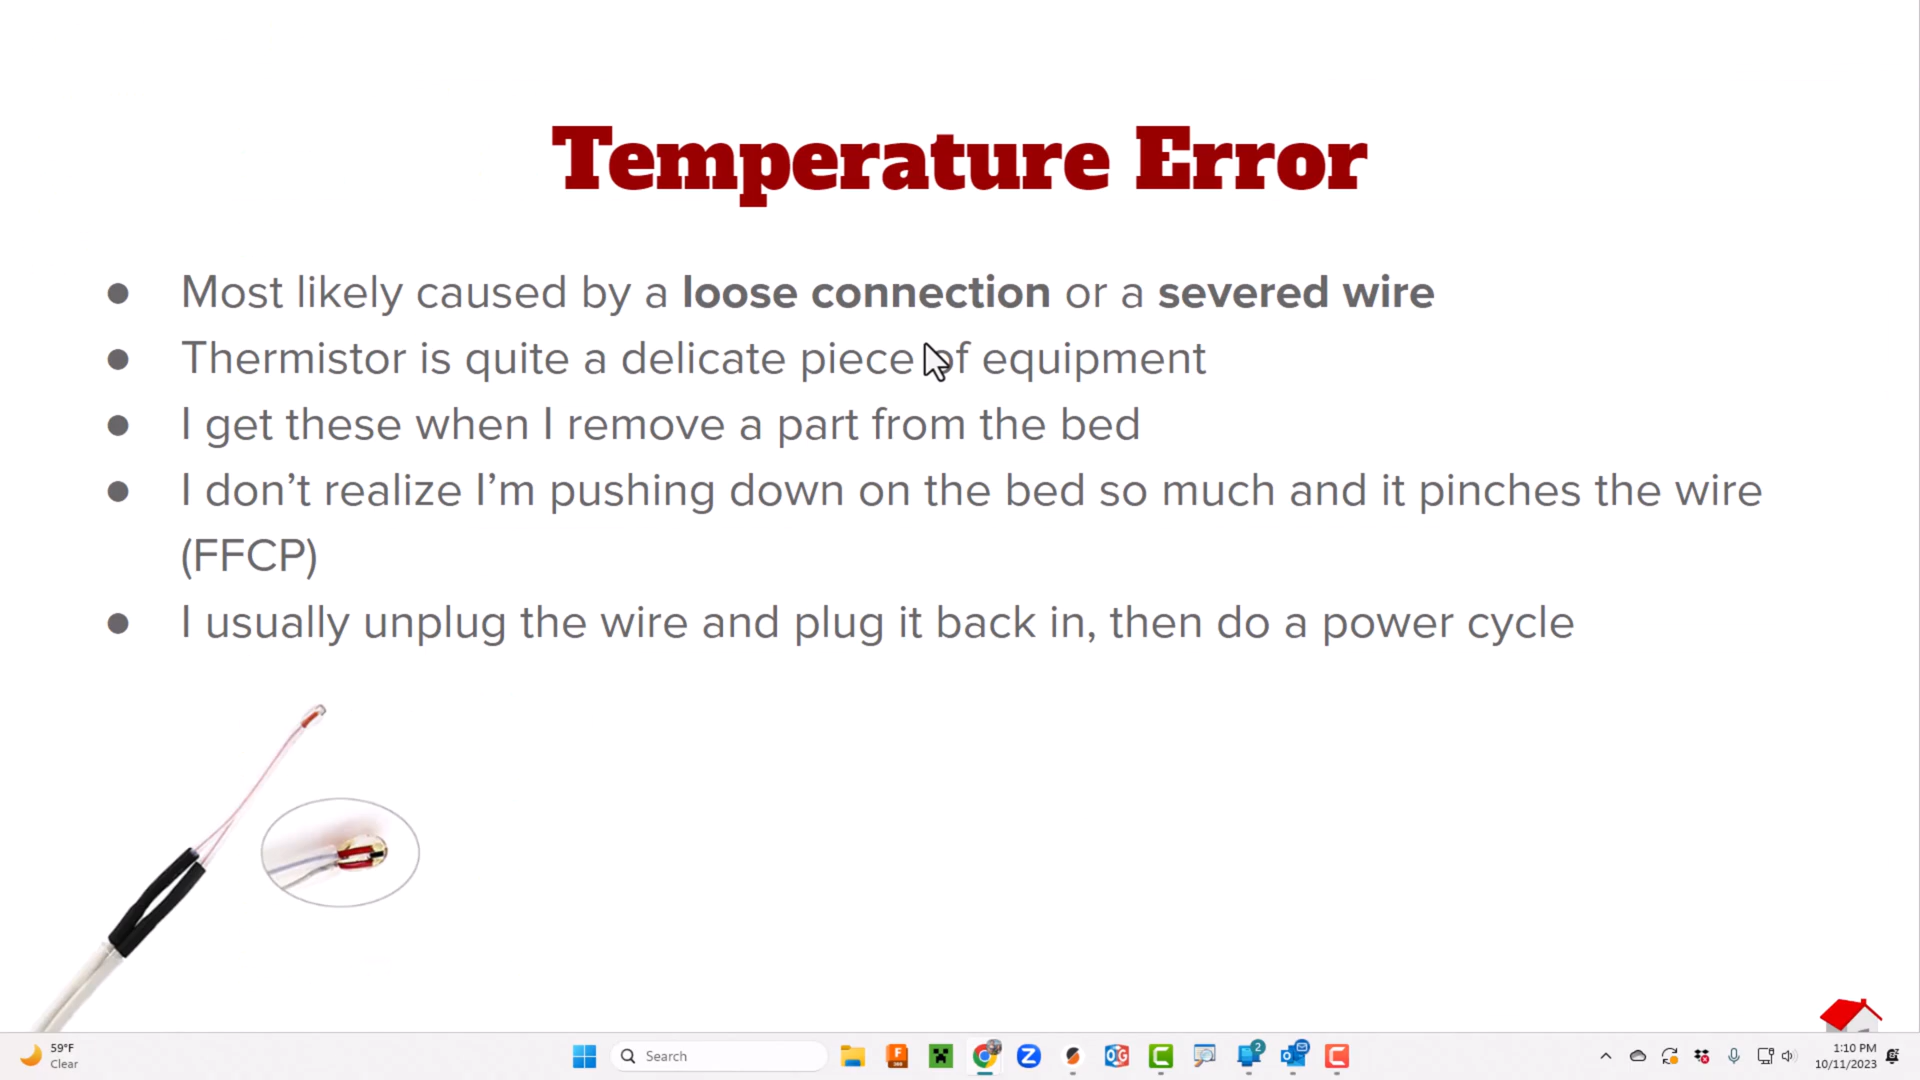 Temperature Error
● Most likely caused by a loose connection or a severed wire
● Thermistor is quite a delicate piece of equipment
● I get these when I remove a part from the bed
● I don’t realize I’m pushing down on the bed so much and it pinches the wire
(FFCP)
● I usually unplug the wire and plug it back in, then do a power cycle
59°F
Clear
Search
2
1:10 PM
10/11/2023